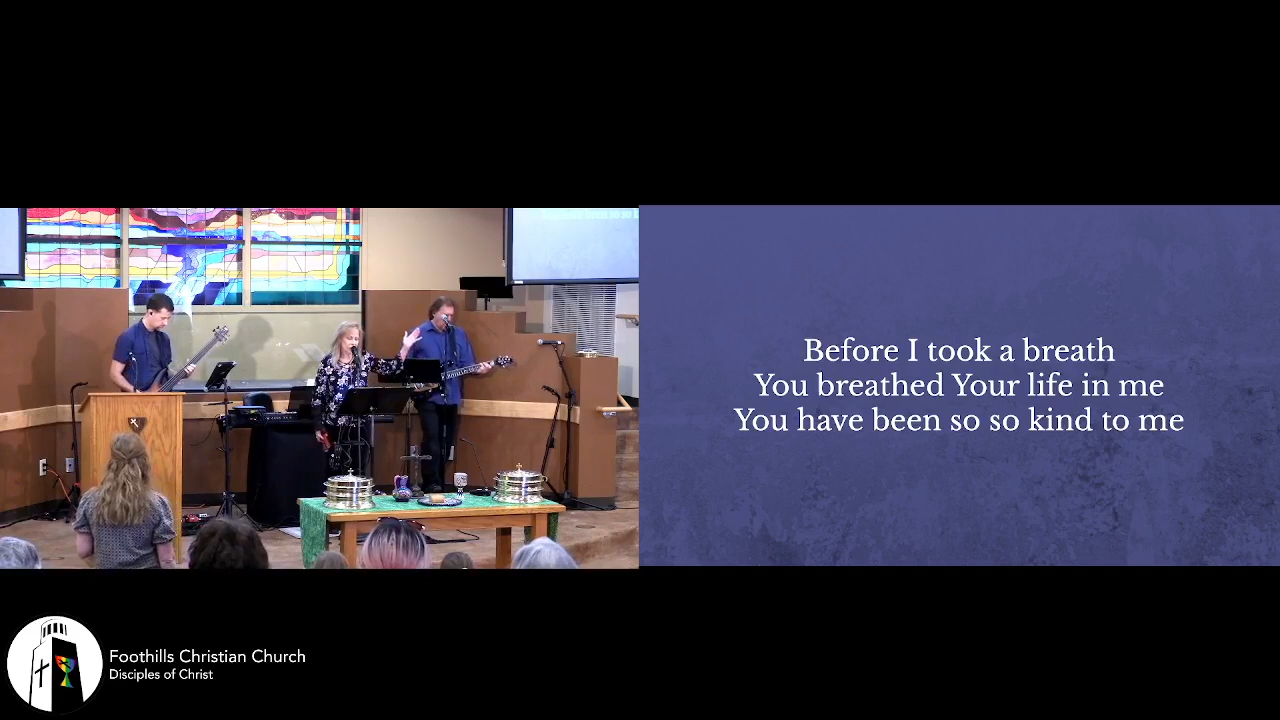 Before I took a breath
You breathed Your life in me
You have been so so kind to me
Foothills Christian Church
Disciples of Christ